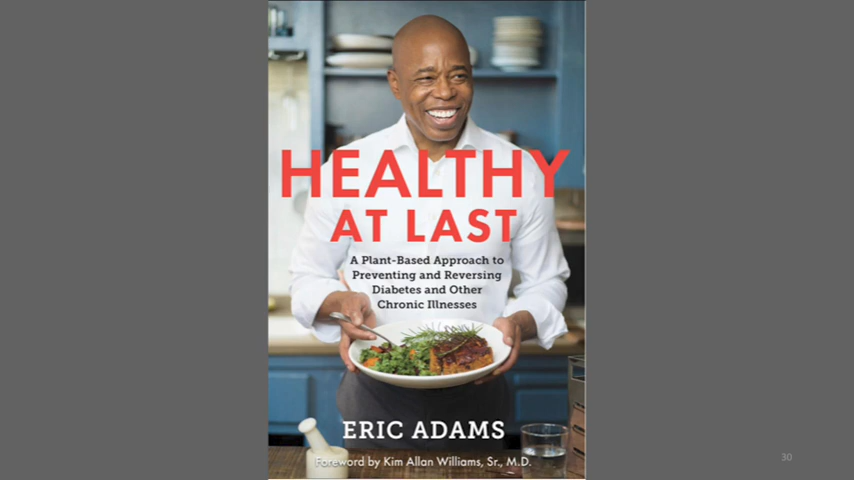 HEALTHY
AT LAST
A Plant-Based Approach to
Preventing and Reversing
Diabetes and Other
Chronic Illnesses
ERIC ADAMS
Foreword by Kim Allan Williams, Sr., M.D.
30